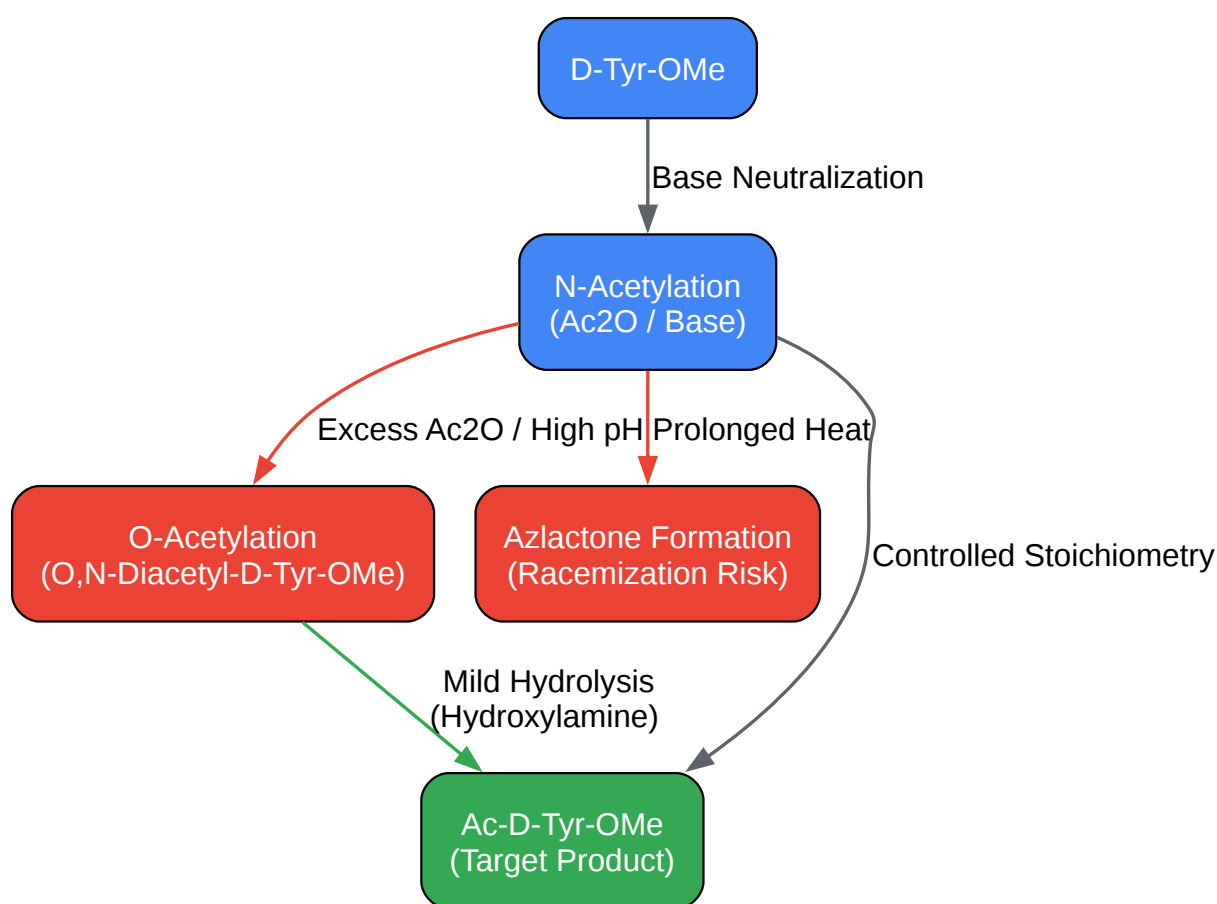 D-Tyr-OMe
Base Neutralization
N-Acetylation
(Ac2O / Base)
Excess Ac2O / High pH
Prolonged Heat
O-Acetylation
(O,N-Diacetyl-D-Tyr-OMe)
Azlactone Formation
(Racemization Risk)
Controlled Stoichiometry
Mild Hydrolysis
(Hydroxylamine)
Ac-D-Tyr-OMe
(Target Product)